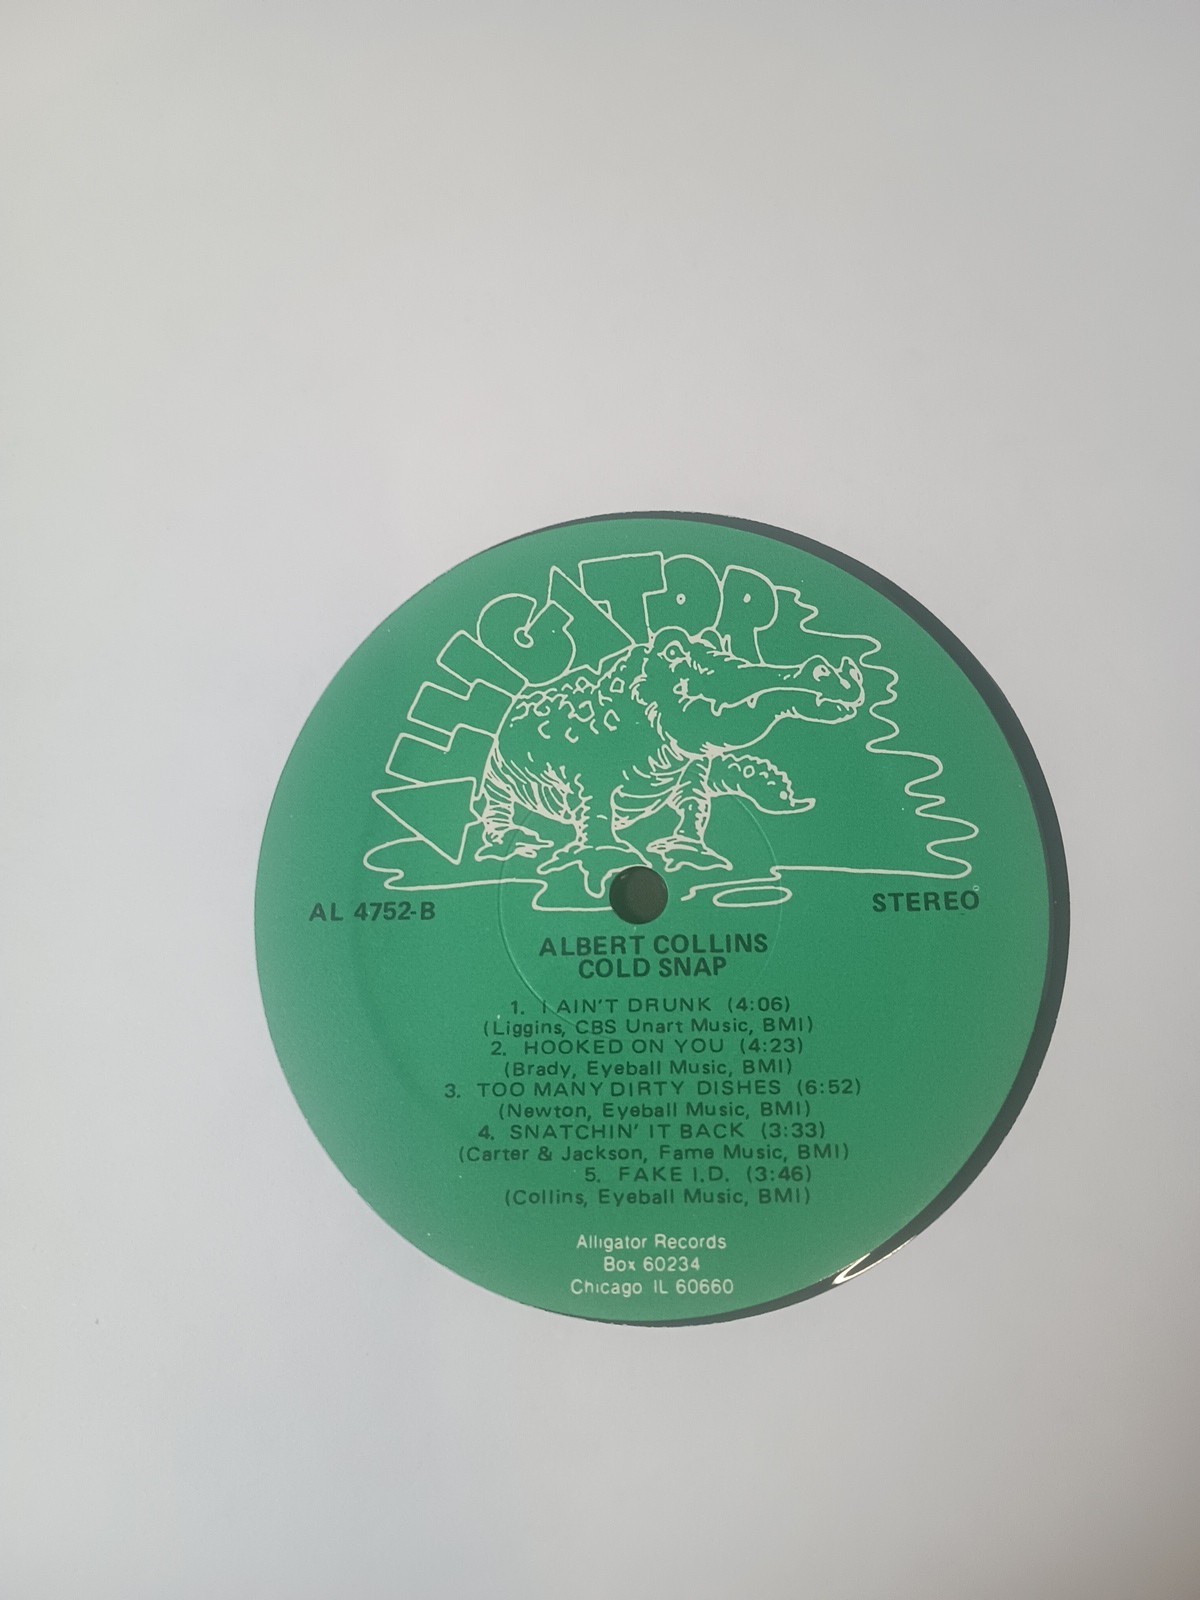 ALLIGATOR
AL 4752-B
STEREO
ALBERT COLLINS
COLD SNAP
1. I AIN'T DRUNK (4:06)
(Liggins, CBS Unart Music, BMI)
2. HOOKED ON YOU (4:23)
(Brady, Eyeball Music, BMI)
3. TOO MANY DIRTY DISHES (6:52)
(Newton, Eyeball Music, BMI)
4. SNATCHIN' IT BACK (3:33)
(Carter & Jackson, Fame Music, BMI)
5. FAKE I.D. (3:46)
(Collins, Eyeball Music, BMI)
Alligator Records
Box 60234
Chicago IL 60660